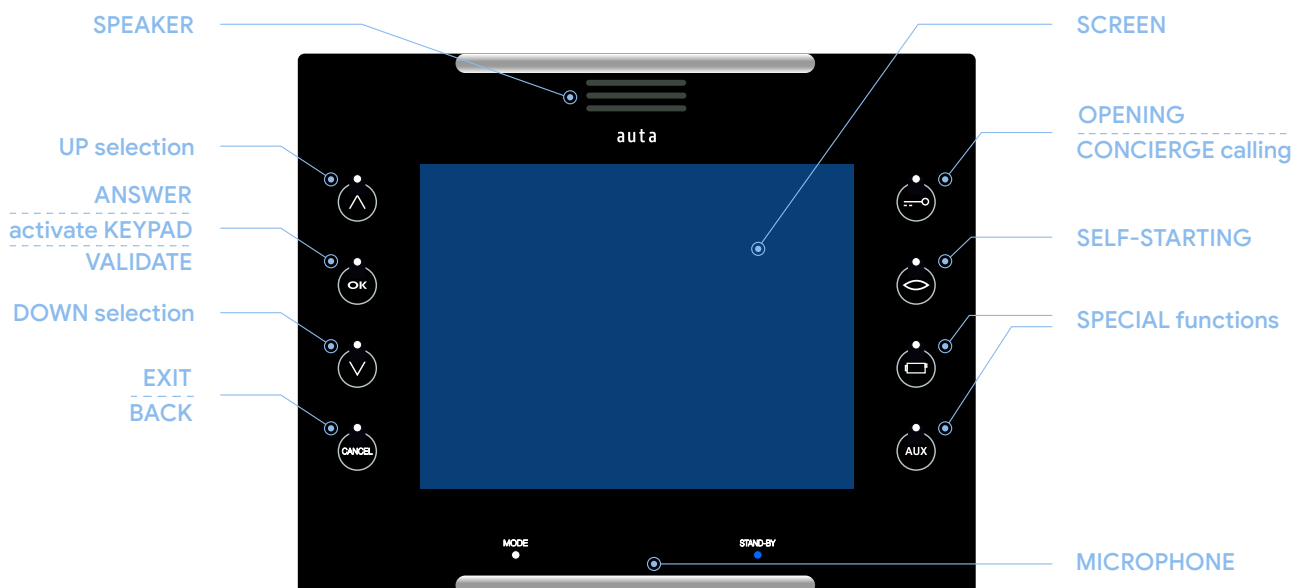 SPEAKER
SCREEN
OPENING
CONCIERGE calling
auta
UP selection
ANSWER
activate KEYPAD
VALIDATE
SELF-STARTING
OK
DOWN selection
SPECIAL functions
EXIT
BACK
CANCEL
AUX
MODE
STAND-BY
MICROPHONE